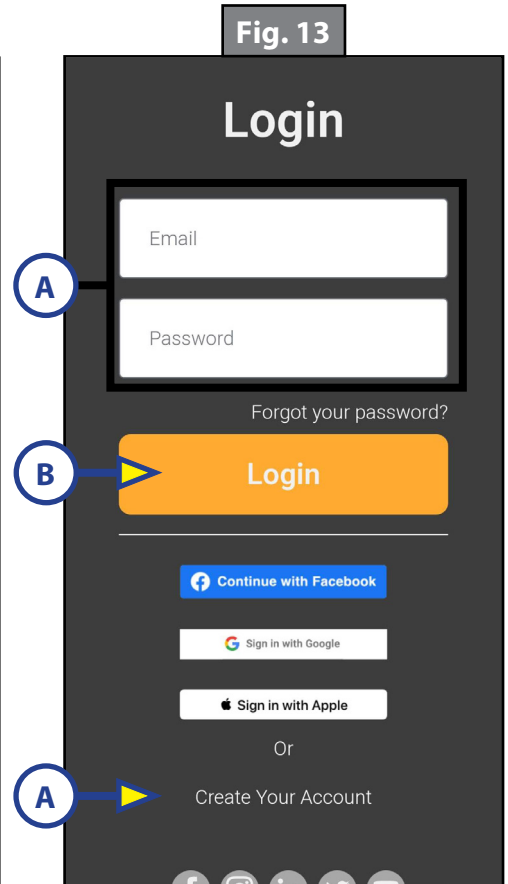 Fig. 13
Login
Email
A
Password
Forgot your password?
B
Login
Continue with Facebook
Sign in with Google
Sign in with Apple
Or
A
Create Your Account